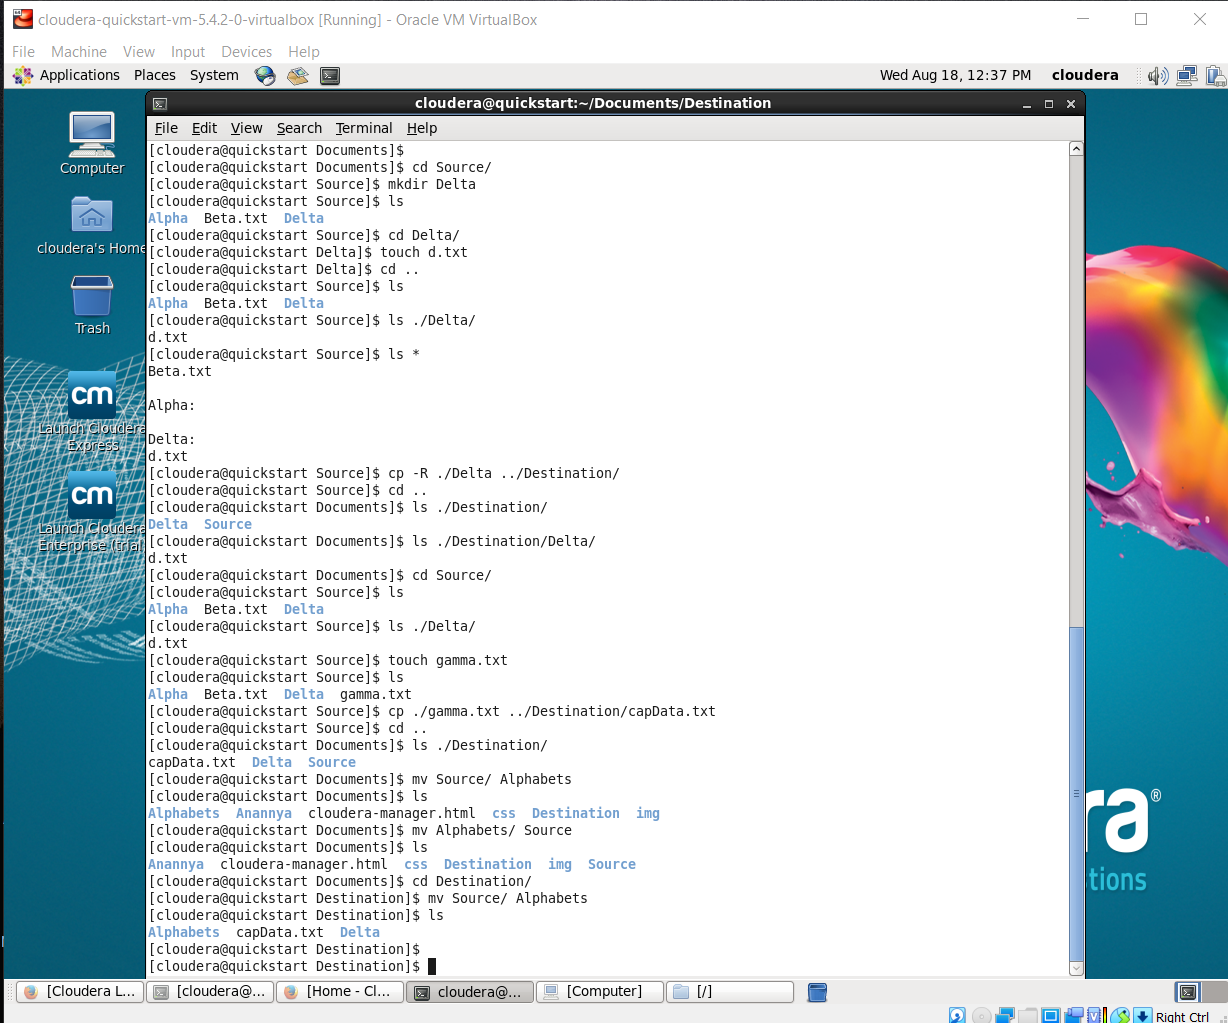 cloudera-quickstart-vm-5.4.2-0-virtualbox [Running] - Oracle VM VirtualBox
File Machine View Input Devices Help
Applications Places System Wed Aug 18, 12:37 PM cloudera
cloudera@quickstart:~/Documents/Destination
File Edit View Search Terminal Help
Computer
cloudera's Home
Trash
cm
Launch Cloudera
Express
cm
Launch Cloudera
Enterprise (trial
[cloudera@quickstart Documents]$
[cloudera@quickstart Documents]$ cd Source/
[cloudera@quickstart Source]$ mkdir Delta
[cloudera@quickstart Source]$ ls
Alpha Beta.txt Delta
[cloudera@quickstart Source]$ cd Delta/
[cloudera@quickstart Delta]$ touch d.txt
[cloudera@quickstart Delta]$ cd ..
[cloudera@quickstart Source]$ ls
Alpha Beta.txt Delta
[cloudera@quickstart Source]$ ls ./Delta/
d.txt
[cloudera@quickstart Source]$ ls *
Beta.txt
Alpha:
Delta:
d.txt
[cloudera@quickstart Source]$ cp -R ./Delta ../Destination/
[cloudera@quickstart Source]$ cd ..
[cloudera@quickstart Documents]$ ls ./Destination/
Delta Source
[cloudera@quickstart Documents]$ ls ./Destination/Delta/
d.txt
[cloudera@quickstart Documents]$ cd Source/
[cloudera@quickstart Source]$ ls
Alpha Beta.txt Delta
[cloudera@quickstart Source]$ ls ./Delta/
d.txt
[cloudera@quickstart Source]$ touch gamma.txt
[cloudera@quickstart Source]$ ls
Alpha Beta.txt Delta gamma.txt
[cloudera@quickstart Source]$ cp ./gamma.txt ../Destination/capData.txt
[cloudera@quickstart Source]$ cd ..
[cloudera@quickstart Documents]$ ls ./Destination/
capData.txt Delta Source
[cloudera@quickstart Documents]$ mv Source/ Alphabets
[cloudera@quickstart Documents]$ ls
Alphabets Anannya cloudera-manager.html css Destination img
[cloudera@quickstart Documents]$ mv Alphabets/ Source
[cloudera@quickstart Documents]$ ls
Anannya cloudera-manager.html css Destination img Source
[cloudera@quickstart Documents]$ cd Destination/
[cloudera@quickstart Destination]$ mv Source/ Alphabets
[cloudera@quickstart Destination]$ ls
Alphabets capData.txt Delta
[cloudera@quickstart Destination]$
[cloudera@quickstart Destination]$
ra®
tions
[Cloudera L... [cloudera@... [Home - Cl... cloudera@... [Computer] [/]
Right Ctrl